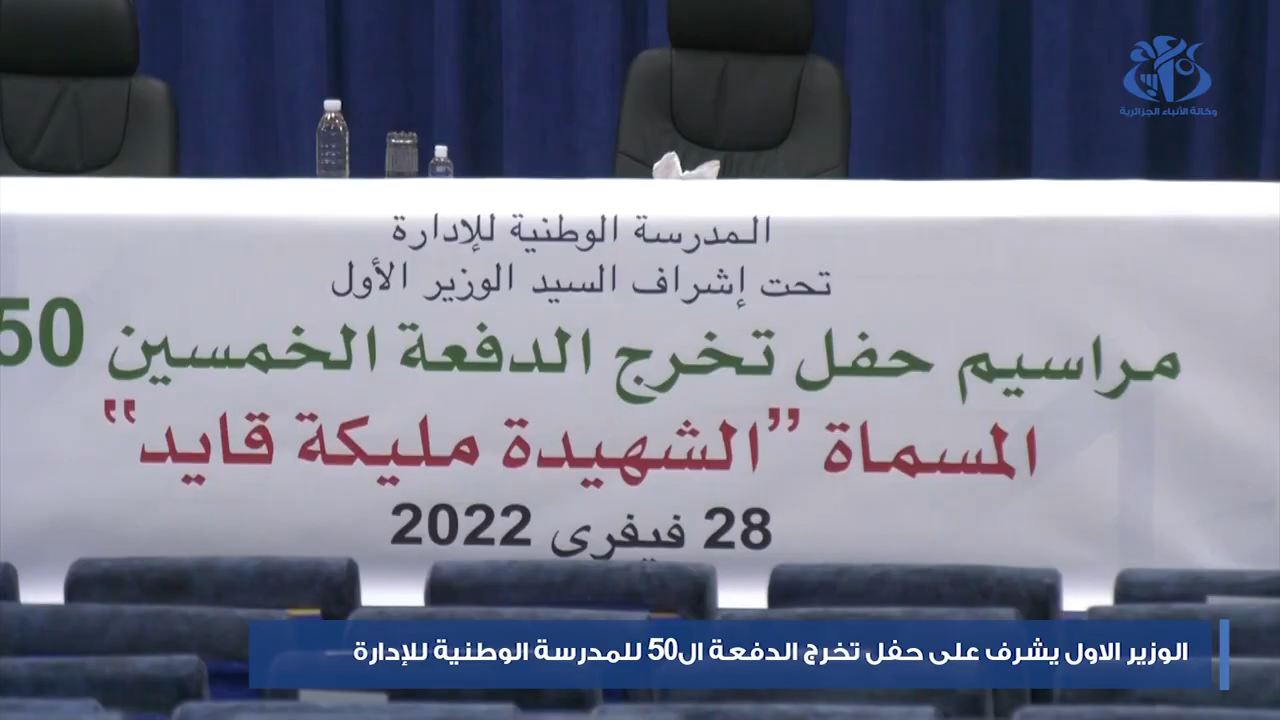 وكالة الأنباء الجزائرية
المدرسة الوطنية للإدارة
تحت إشراف السيد الوزير الأول
مراسيم حفل تخرج الدفعة الخمسين 50
المسماة "الشهيدة مليكة قايد"
28 فيفري 2022
الوزير الاول يشرف على حفل تخرج الدفعة ال50 للمدرسة الوطنية للإدارة